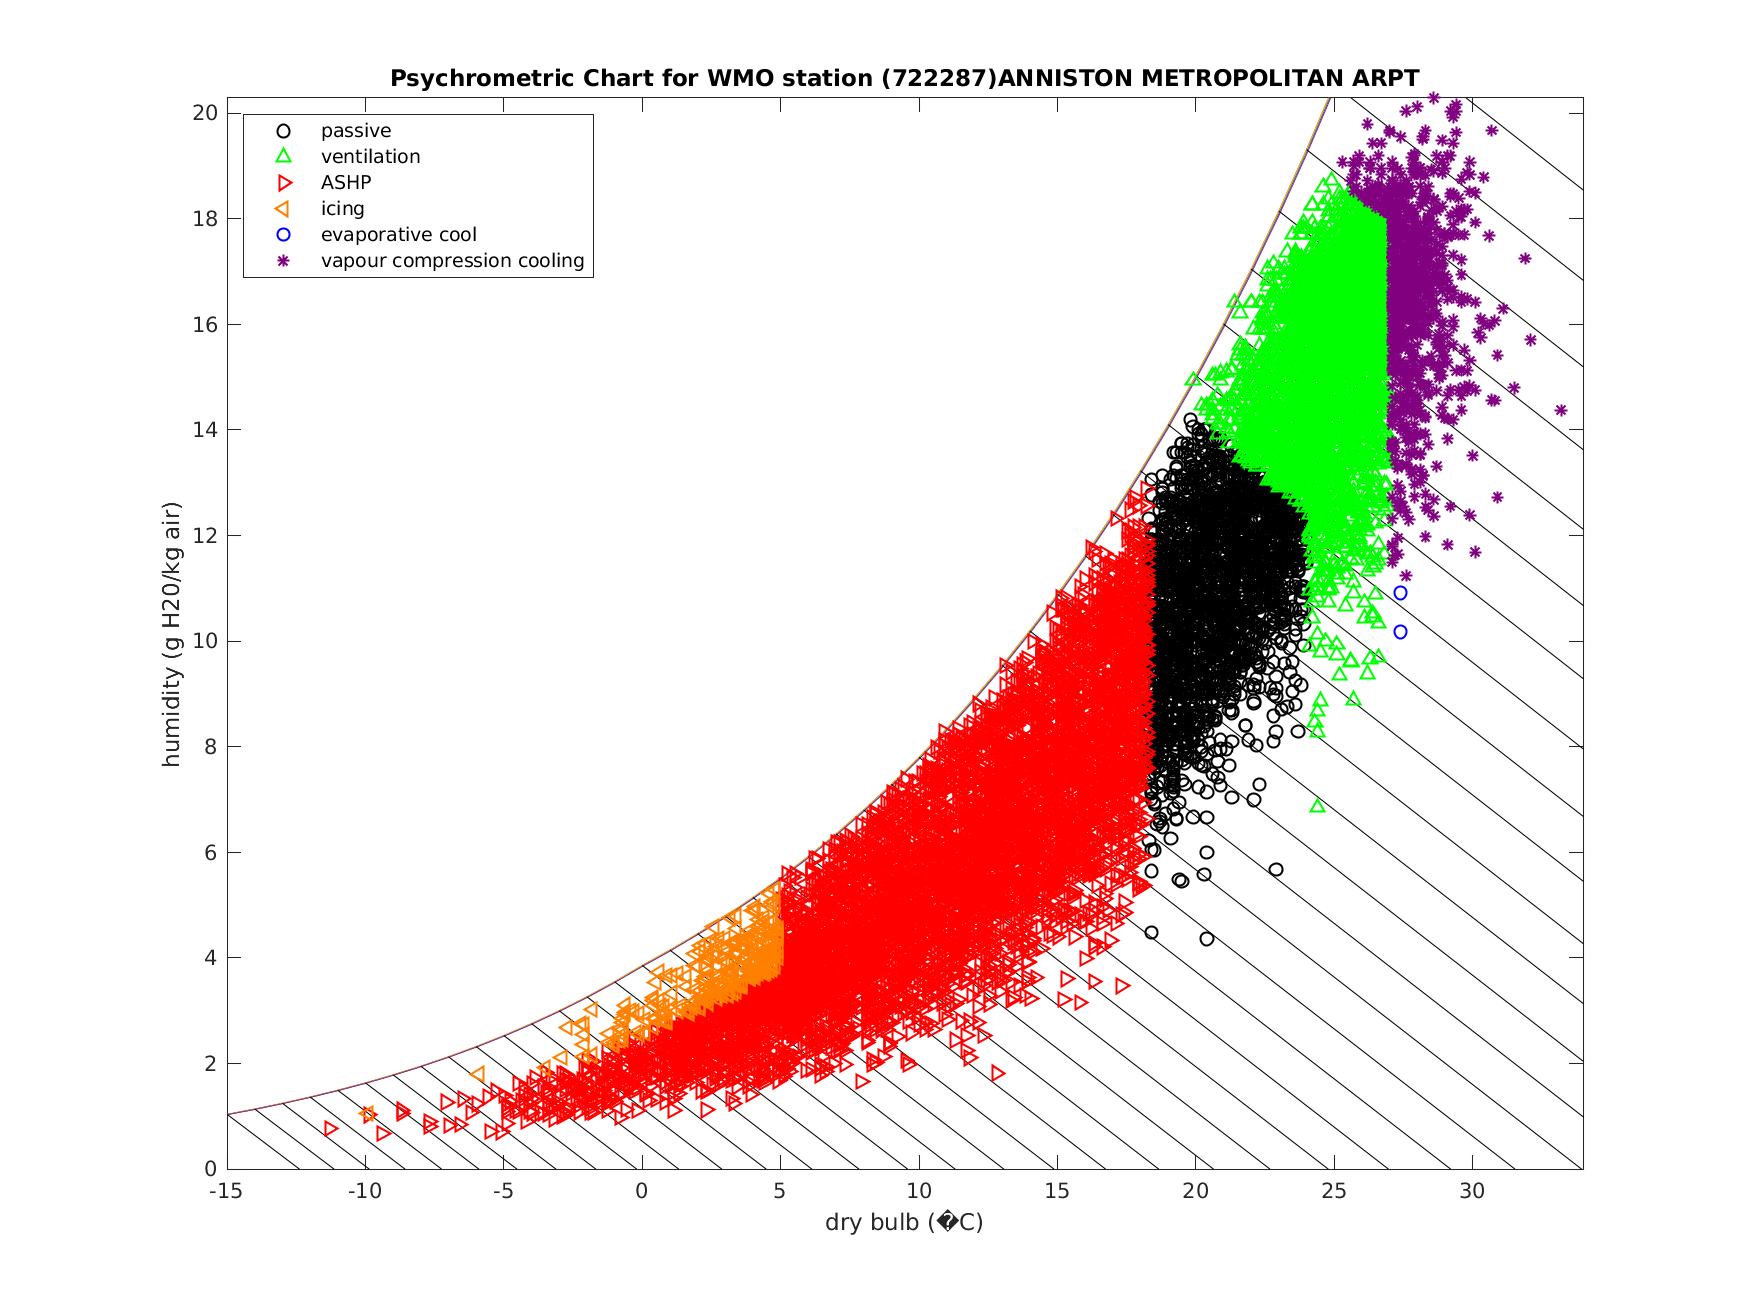 Psychrometric Chart for WMO station (722287)ANNISTON METROPOLITAN ARPT
passive
ventilation
ASHP
icing
evaporative cool
vapour compression cooling
humidity (g H20/kg air)
20
18
16
14
12
10
8
6
4
2
0
-15 -10 -5 0 5 10 15 20 25 30
dry bulb (�C)